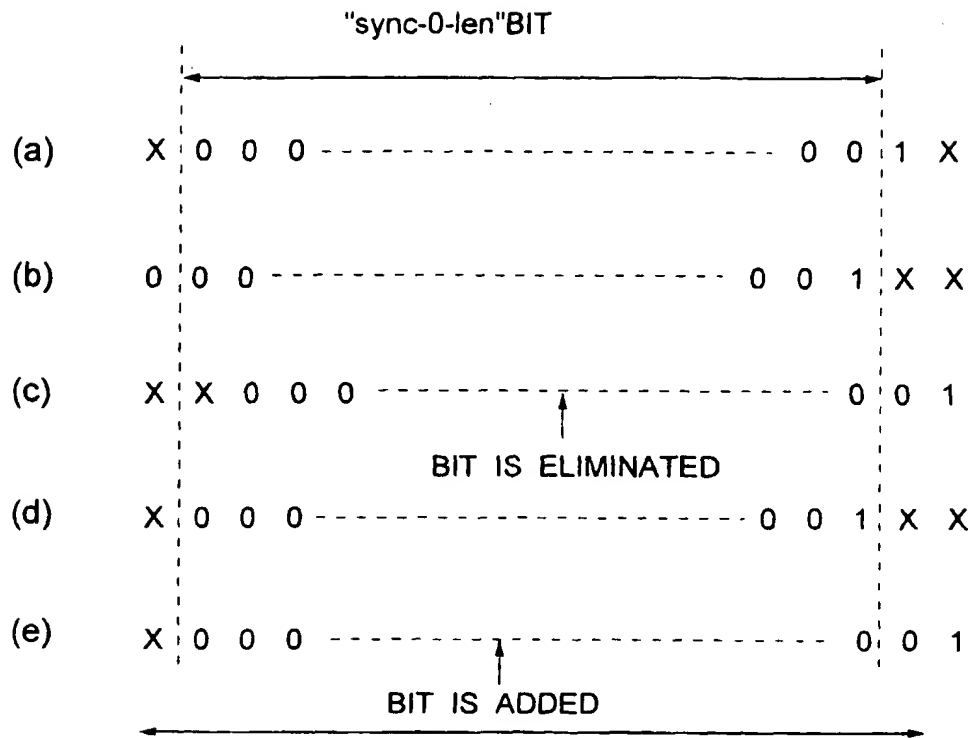 "sync-0-len"BIT
(a) X 0 0 0 0 0 1 X
(b) 0 0 0 0 0 1 X X
(c) X X 0 0 0 0 0 1
BIT IS ELIMINATED
(d) X 0 0 0 0 0 1 X X
(e) X 0 0 0 0 0 1
BIT IS ADDED